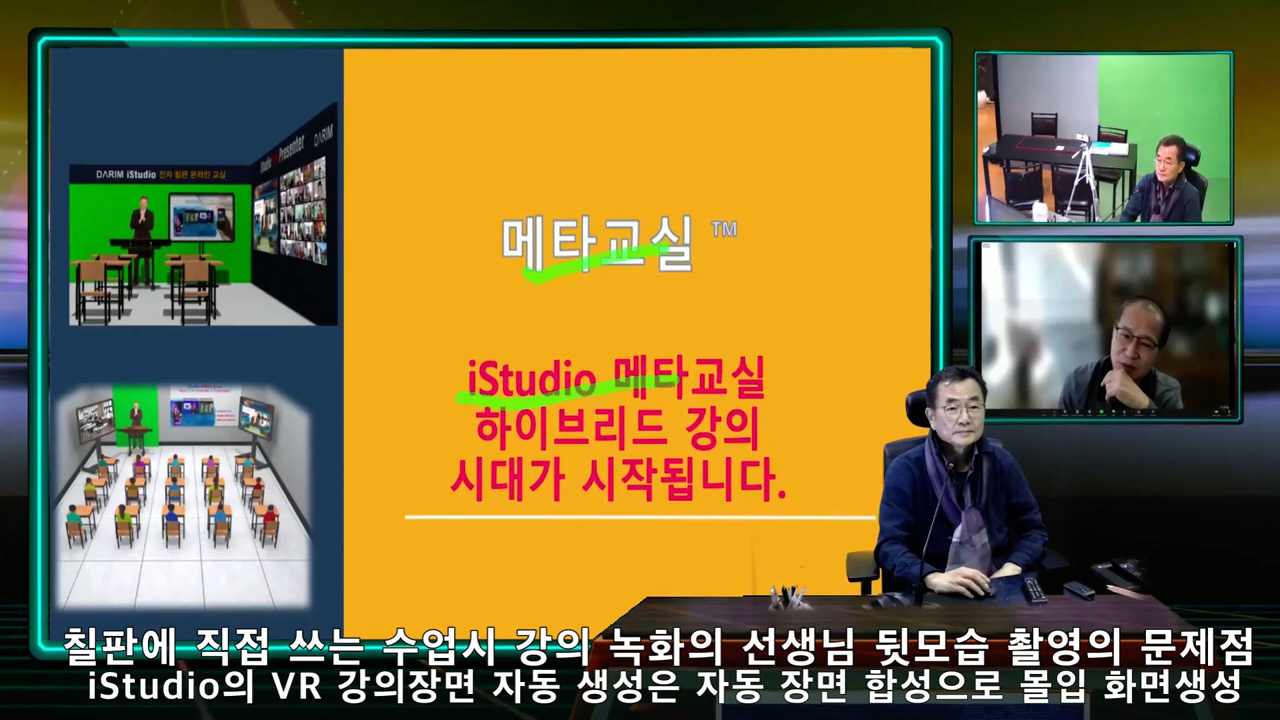 DARIM iStudio 전자 칠판 온라인 교실
iStudio VR Presenter DARIM
메타교실 TM
iStudio 메타교실
하이브리드 강의
시대가 시작됩니다.
칠판에 직접 쓰는 수업시 강의 녹화의 선생님 뒷모습 촬영의 문제점
iStudio의 VR 강의장면 자동 생성은 자동 장면 합성으로 몰입 화면생성